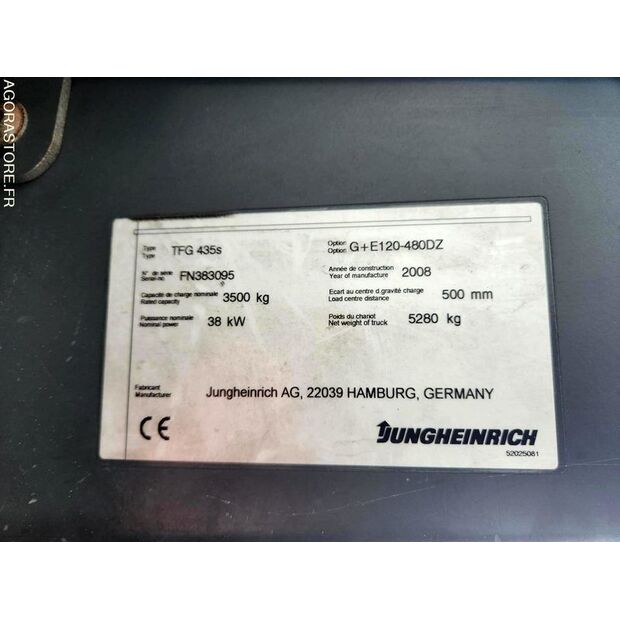 AGORASTORE.FR
Type
Type
TFG 435s
Option
Option
G+E120-480DZ
N° de série
Serial-no.
FN383095
Année de construction
Year of manufacture
2008
Capacité de charge nominale
Rated capacity
3500 kg
Ecart au centre d.gravité charge
Load centre distance
500 mm
Puissance nominale
Nominal power
38 kW
Poids du chariot
Net weight of truck
5280 kg
Fabricant
Manufacturer
Jungheinrich AG, 22039 HAMBURG, GERMANY
CE
JUNGHEINRICH
52025081